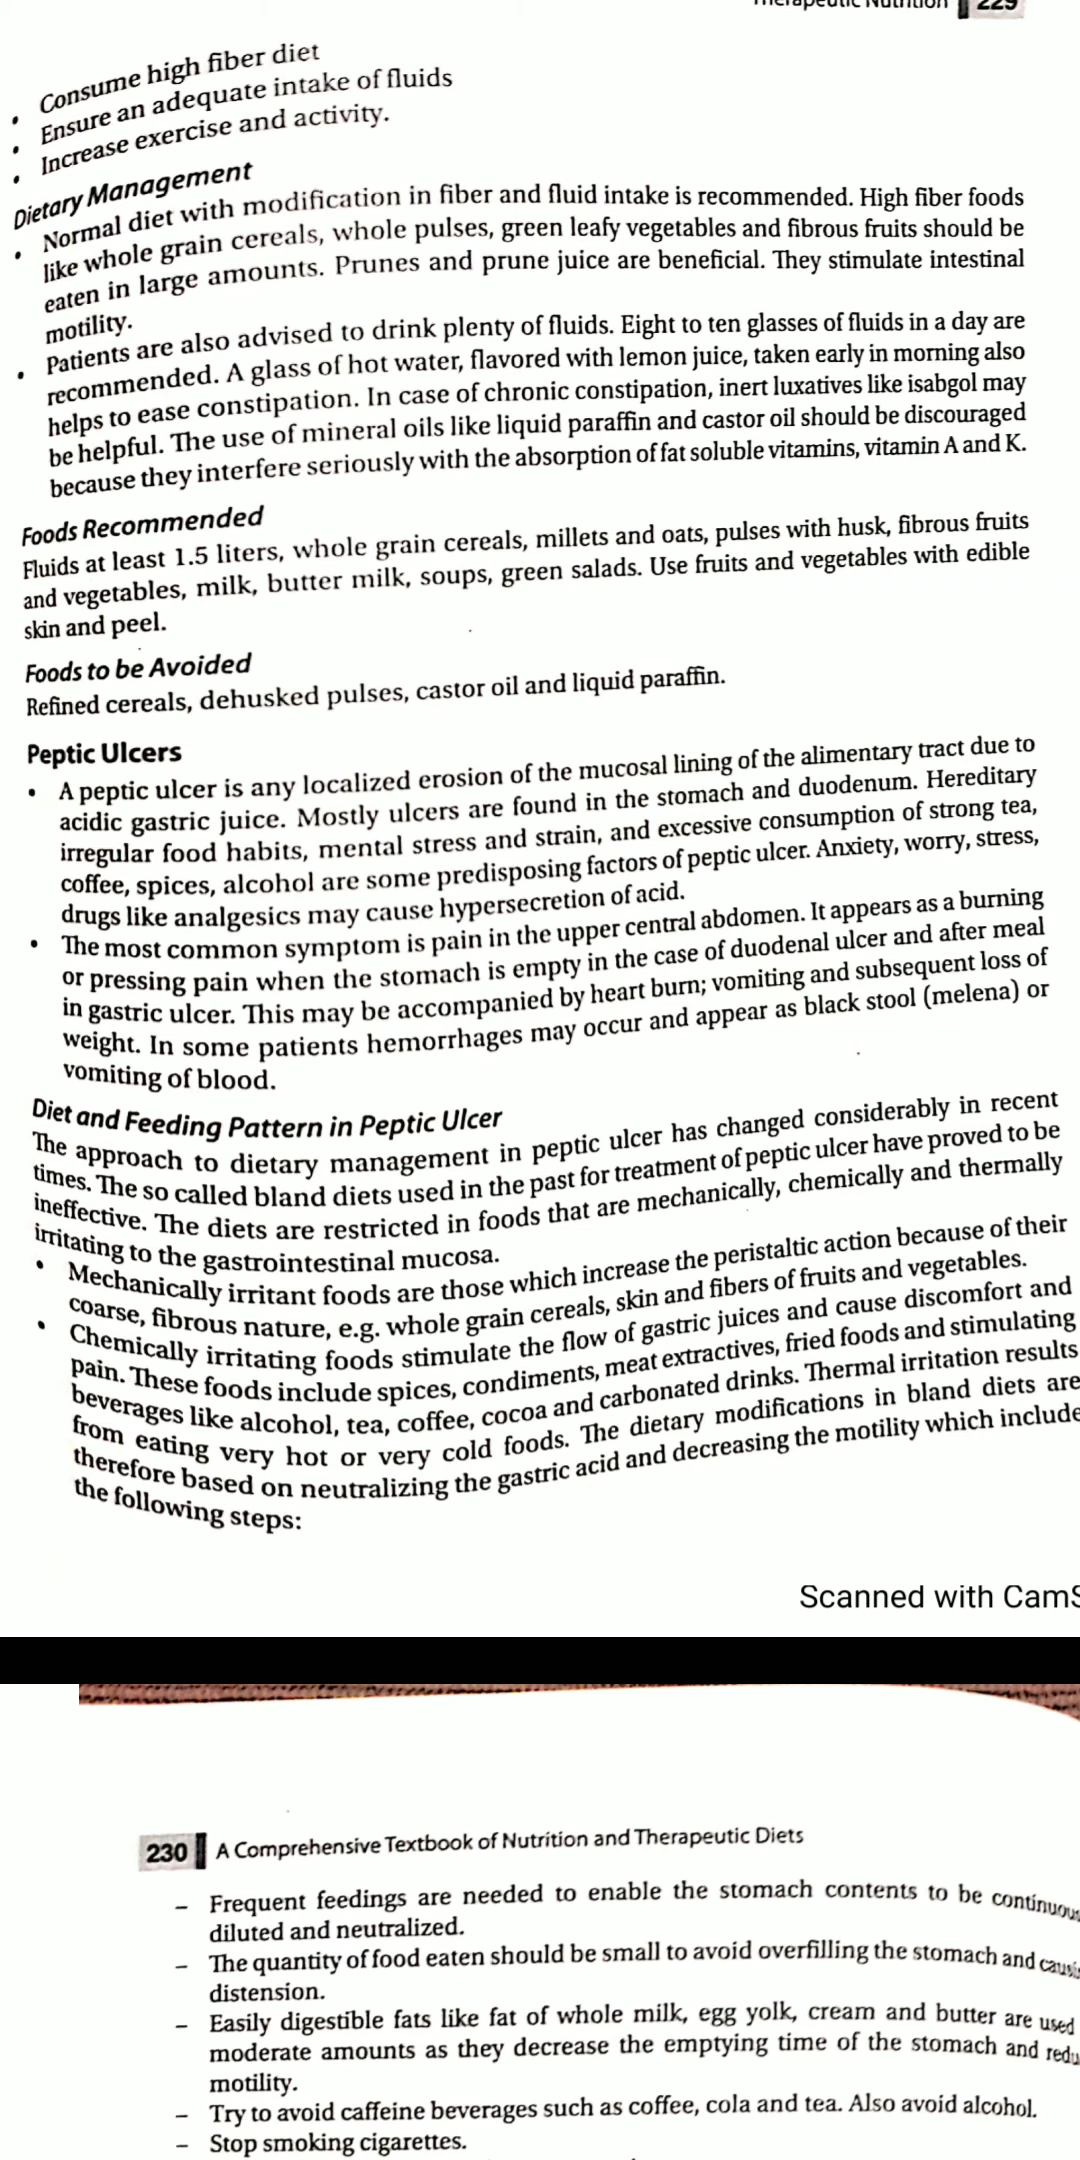 Therapeutic Nutrition 229
• Consume high fiber diet
• Ensure an adequate intake of fluids
• Increase exercise and activity.
Dietary Management
• Normal diet with modification in fiber and fluid intake is recommended. High fiber foods
like whole grain cereals, whole pulses, green leafy vegetables and fibrous fruits should be
eaten in large amounts. Prunes and prune juice are beneficial. They stimulate intestinal
motility.
• Patients are also advised to drink plenty of fluids. Eight to ten glasses of fluids in a day are
recommended. A glass of hot water, flavored with lemon juice, taken early in morning also
helps to ease constipation. In case of chronic constipation, inert luxatives like isabgol may
be helpful. The use of mineral oils like liquid paraffin and castor oil should be discouraged
because they interfere seriously with the absorption of fat soluble vitamins, vitamin A and K.
Foods Recommended
Fluids at least 1.5 liters, whole grain cereals, millets and oats, pulses with husk, fibrous fruits
and vegetables, milk, butter milk, soups, green salads. Use fruits and vegetables with edible
skin and peel.
Foods to be Avoided
Refined cereals, dehusked pulses, castor oil and liquid paraffin.
Peptic Ulcers
• A peptic ulcer is any localized erosion of the mucosal lining of the alimentary tract due to
acidic gastric juice. Mostly ulcers are found in the stomach and duodenum. Hereditary
irregular food habits, mental stress and strain, and excessive consumption of strong tea,
coffee, spices, alcohol are some predisposing factors of peptic ulcer. Anxiety, worry, stress,
drugs like analgesics may cause hypersecretion of acid.
• The most common symptom is pain in the upper central abdomen. It appears as a burning
or pressing pain when the stomach is empty in the case of duodenal ulcer and after meal
in gastric ulcer. This may be accompanied by heart burn; vomiting and subsequent loss of
weight. In some patients hemorrhages may occur and appear as black stool (melena) or
vomiting of blood.
Diet and Feeding Pattern in Peptic Ulcer
The approach to dietary management in peptic ulcer has changed considerably in recent
times. The so called bland diets used in the past for treatment of peptic ulcer have proved to be
ineffective. The diets are restricted in foods that are mechanically, chemically and thermally
irritating to the gastrointestinal mucosa.
• Mechanically irritant foods are those which increase the peristaltic action because of their
coarse, fibrous nature, e.g. whole grain cereals, skin and fibers of fruits and vegetables.
• Chemically irritating foods stimulate the flow of gastric juices and cause discomfort and
pain. These foods include spices, condiments, meat extractives, fried foods and stimulating
beverages like alcohol, tea, coffee, cocoa and carbonated drinks. Thermal irritation results
from eating very hot or very cold foods. The dietary modifications in bland diets are
therefore based on neutralizing the gastric acid and decreasing the motility which include
the following steps:
Scanned with CamS
230 A Comprehensive Textbook of Nutrition and Therapeutic Diets
– Frequent feedings are needed to enable the stomach contents to be continuous
diluted and neutralized.
– The quantity of food eaten should be small to avoid overfilling the stomach and causi
distension.
– Easily digestible fats like fat of whole milk, egg yolk, cream and butter are used
moderate amounts as they decrease the emptying time of the stomach and redu
motility.
– Try to avoid caffeine beverages such as coffee, cola and tea. Also avoid alcohol.
– Stop smoking cigarettes.